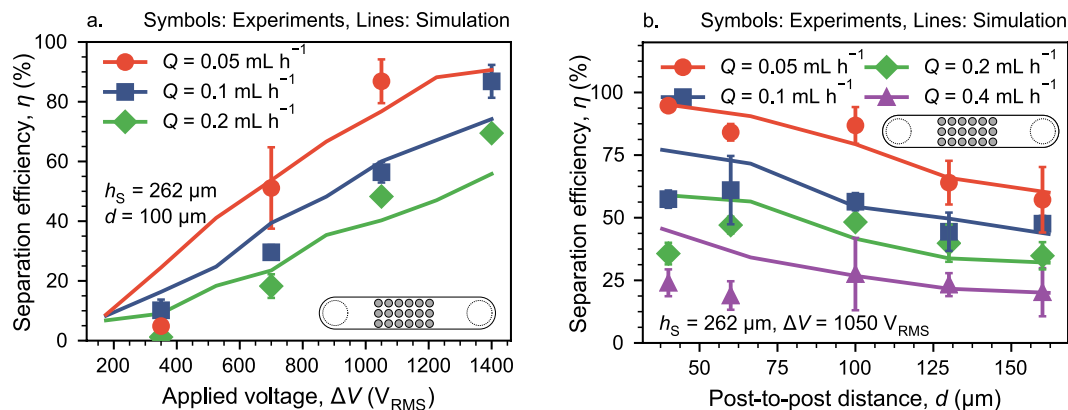 a. Symbols: Experiments, Lines: Simulation
Separation efficiency, η (%)
100
80
60
40
20
0
Q = 0.05 mL h⁻¹
Q = 0.1 mL h⁻¹
Q = 0.2 mL h⁻¹
hS = 262 µm
d = 100 µm
200 400 600 800 1000 1200 1400
Applied voltage, ΔV (VRMS)
b. Symbols: Experiments, Lines: Simulation
Separation efficiency, η (%)
100
75
50
25
0
Q = 0.05 mL h⁻¹ Q = 0.2 mL h⁻¹
Q = 0.1 mL h⁻¹ Q = 0.4 mL h⁻¹
hS = 262 µm, ΔV = 1050 VRMS
50 75 100 125 150
Post-to-post distance, d (µm)